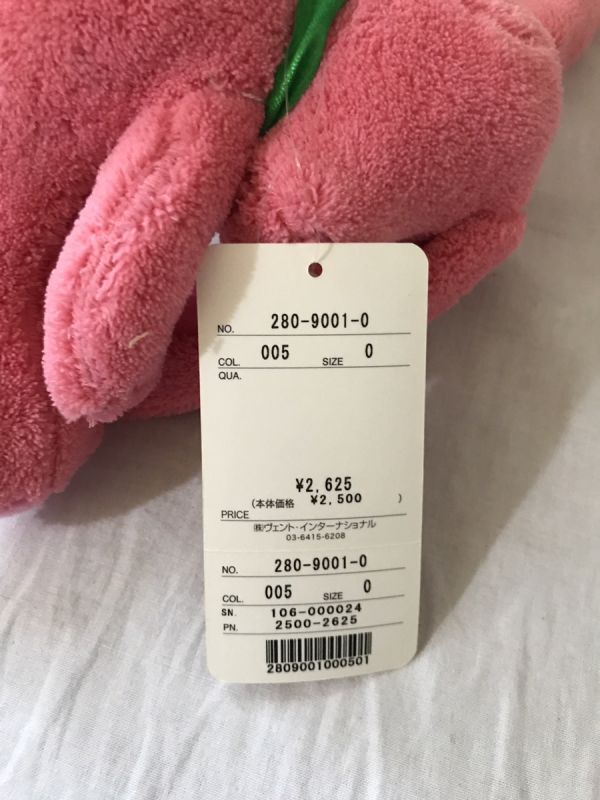 NO. 280-9001-0
COL. 005 SIZE 0
QUA.
¥2,625
(本体価格 ¥2,500 )
PRICE
㈱ヴェント・インターナショナル
03-6415-6208
NO. 280-9001-0
COL. 005 SIZE 0
SN. 106-000024
PN. 2500-2625
2809001000501